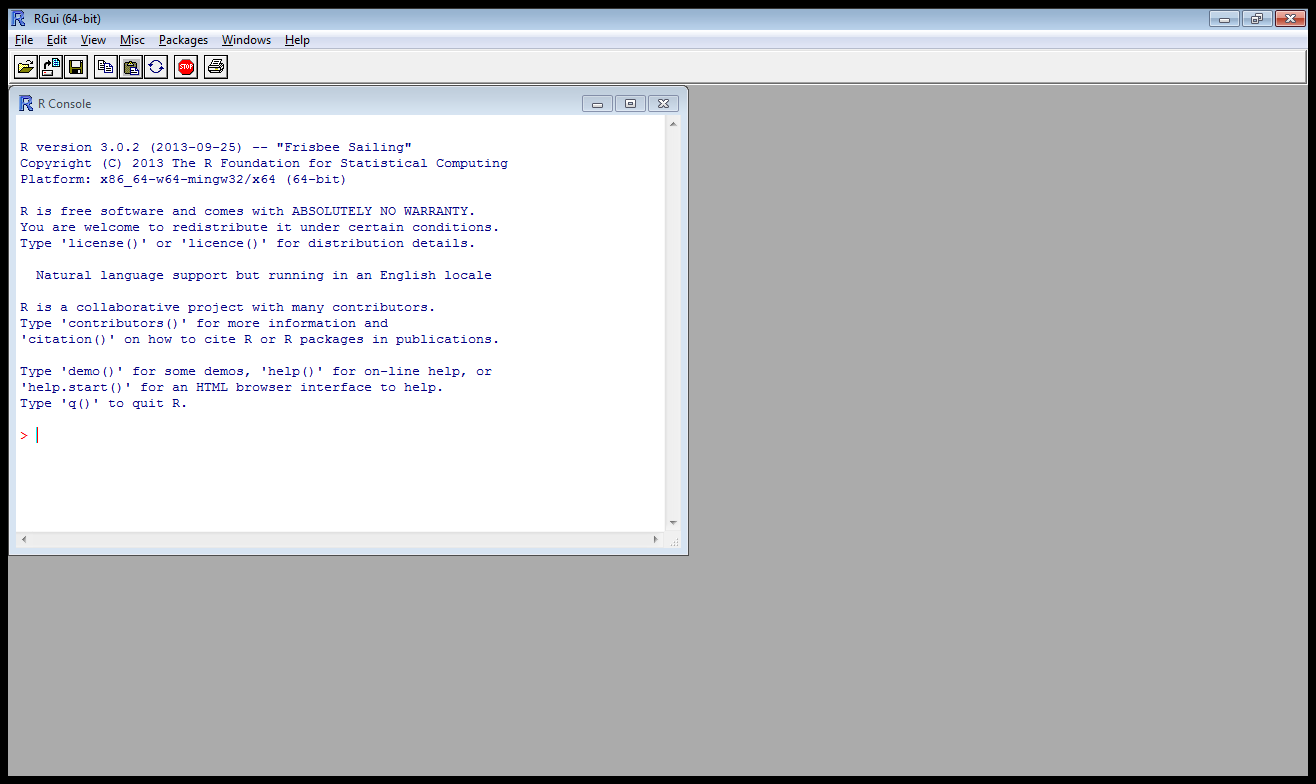 RGui (64-bit)
File Edit View Misc Packages Windows Help
STOP
R Console
R version 3.0.2 (2013-09-25) -- "Frisbee Sailing"
Copyright (C) 2013 The R Foundation for Statistical Computing
Platform: x86_64-w64-mingw32/x64 (64-bit)
R is free software and comes with ABSOLUTELY NO WARRANTY.
You are welcome to redistribute it under certain conditions.
Type 'license()' or 'licence()' for distribution details.
Natural language support but running in an English locale
R is a collaborative project with many contributors.
Type 'contributors()' for more information and
'citation()' on how to cite R or R packages in publications.
Type 'demo()' for some demos, 'help()' for on-line help, or
'help.start()' for an HTML browser interface to help.
Type 'q()' to quit R.
>